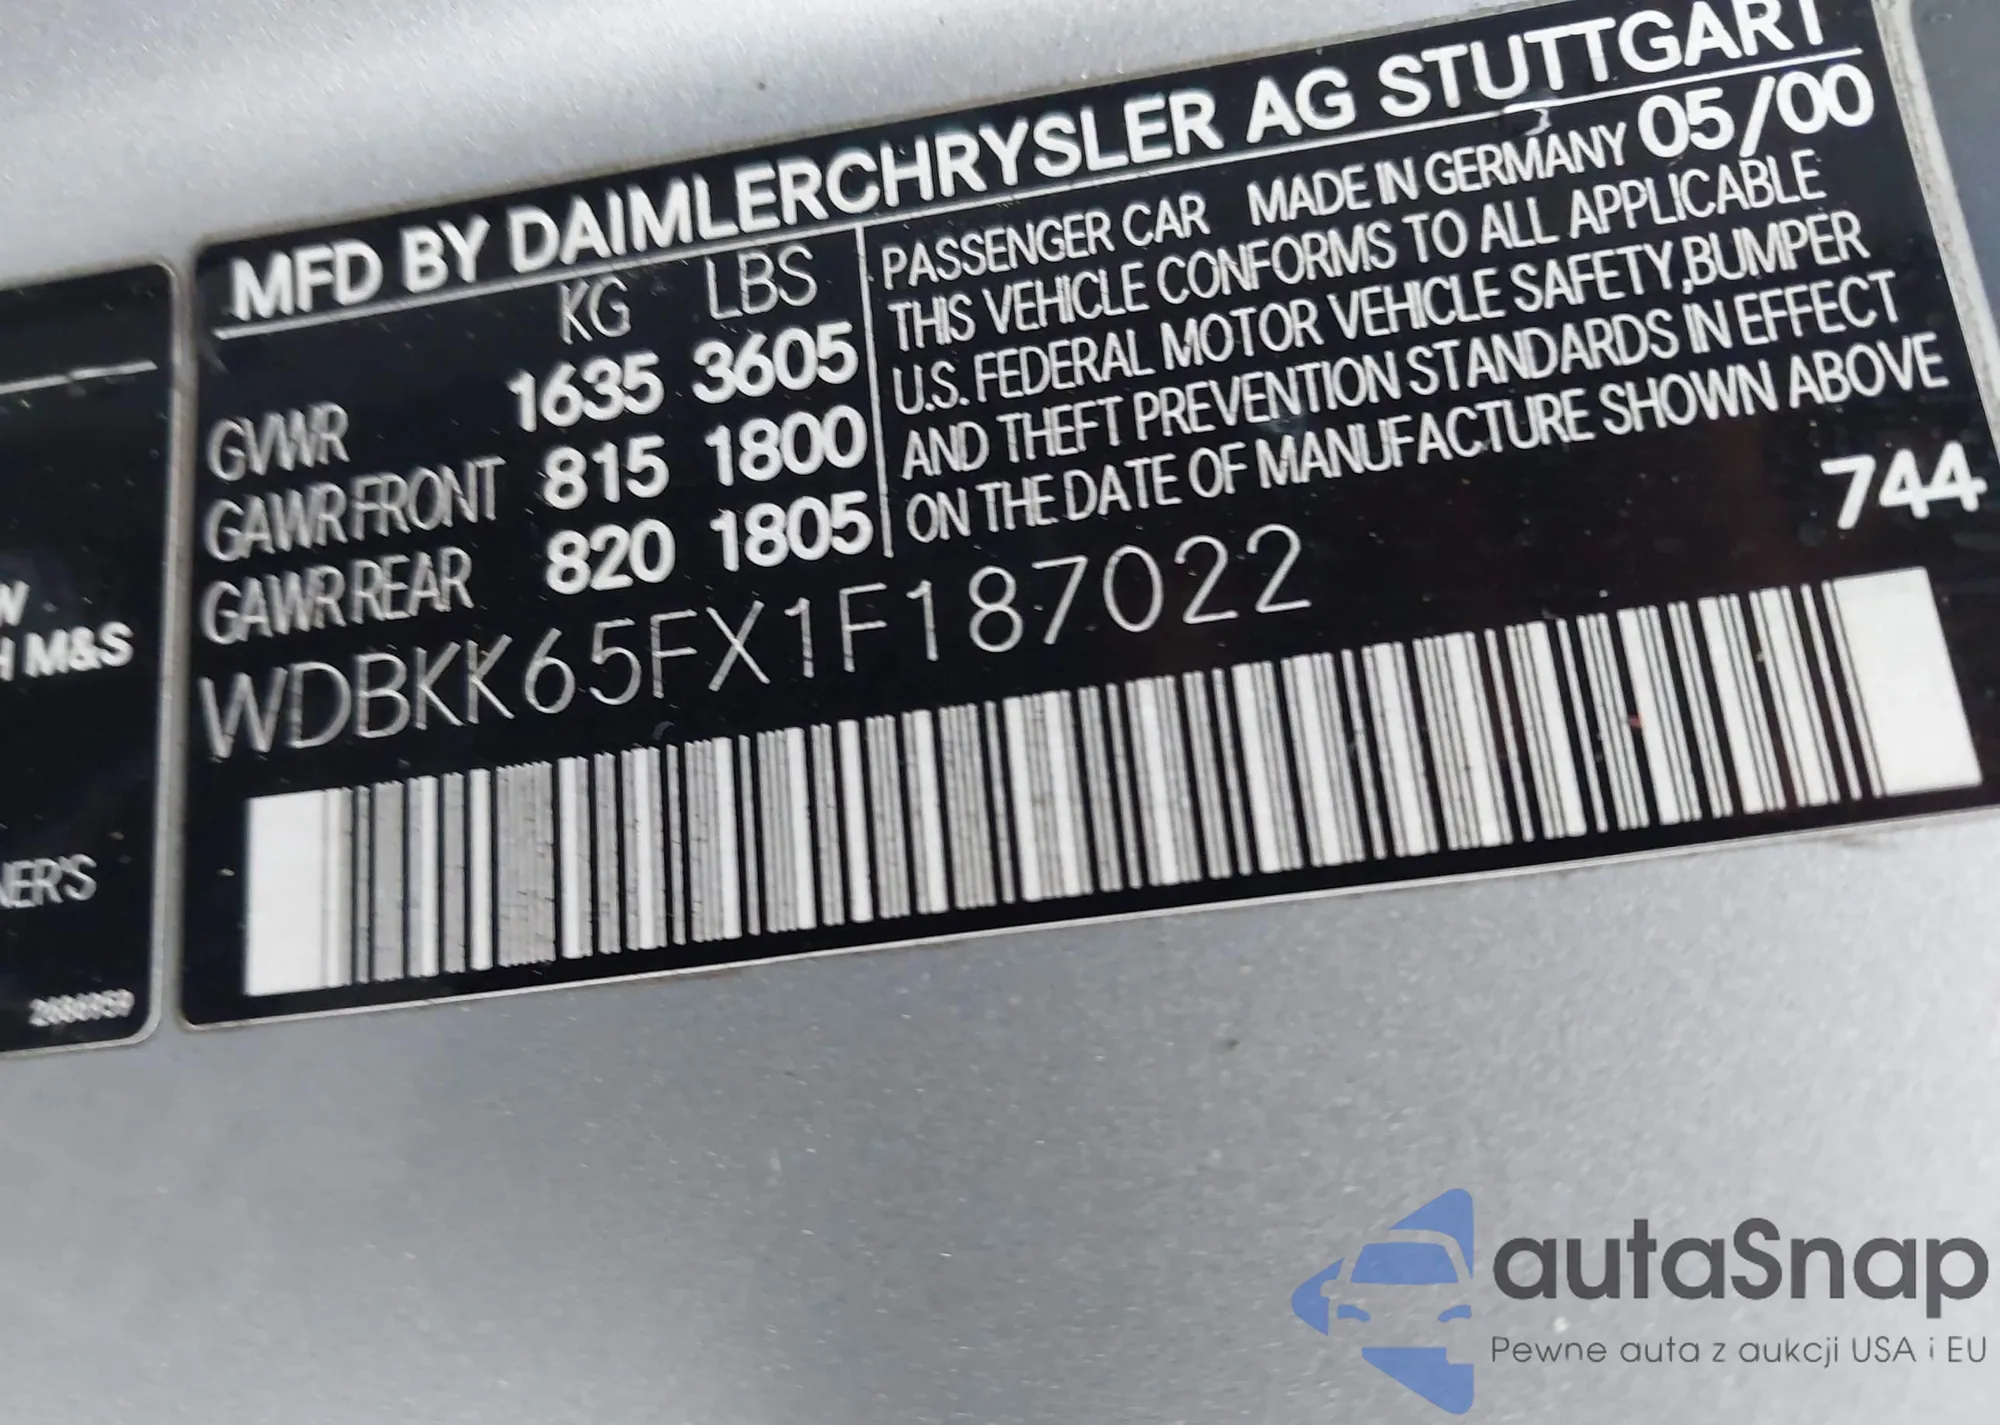 MFD BY DAIMLERCHRYSLER AG STUTTGART
KG LBS
GVWR 1635 3605
GAWR FRONT 815 1800
GAWR REAR 820 1805
PASSENGER CAR MADE IN GERMANY 05/00
THIS VEHICLE CONFORMS TO ALL APPLICABLE
U.S. FEDERAL MOTOR VEHICLE SAFETY, BUMPER
AND THEFT PREVENTION STANDARDS IN EFFECT
ON THE DATE OF MANUFACTURE SHOWN ABOVE
744
WDBKK65FX1F187022
M&S
NER'S
autaSnap
Pewne auta z aukcji USA i EU